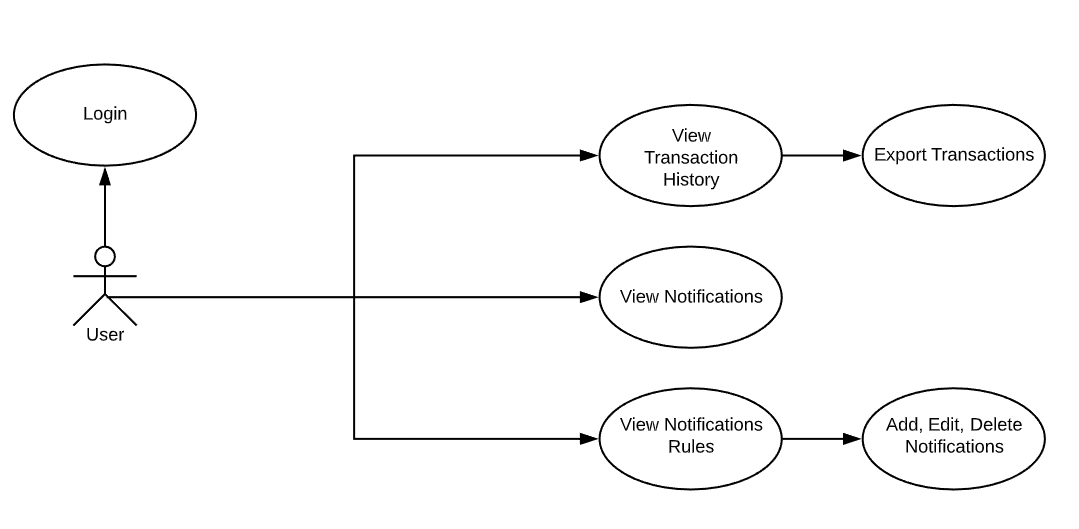 Login
User
View
Transaction
History
Export Transactions
View Notifications
View Notifications
Rules
Add, Edit, Delete
Notifications